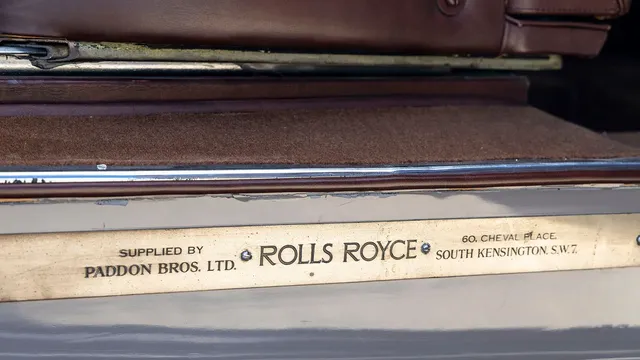 SUPPLIED BY
PADDON BROS. LTD.
ROLLS ROYCE
60, CHEVAL PLACE.
SOUTH KENSINGTON. S.W.7.